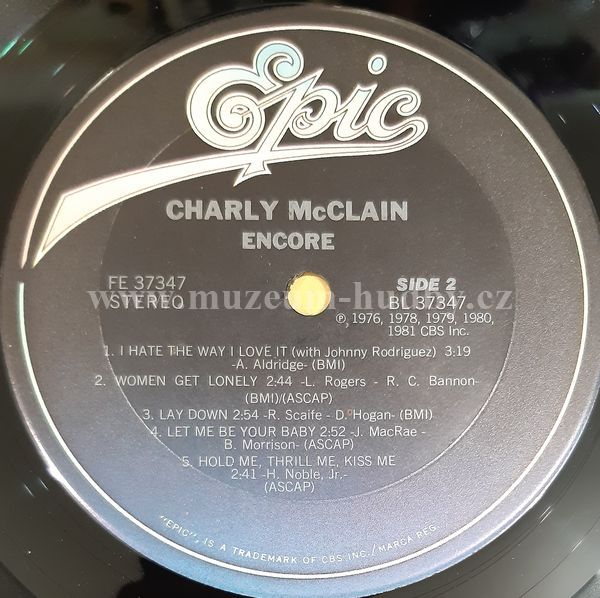 Epic
CHARLY McCLAIN
ENCORE
FE 37347
STEREO
SIDE 2
BL 37347
www.muzeum-hudby.cz
℗, 1976, 1978, 1979, 1980,
1981 CBS Inc.
1. I HATE THE WAY I LOVE IT (with Johnny Rodriguez) 3:19
-A. Aldridge- (BMI)
2. WOMEN GET LONELY 2:44 -L. Rogers - R. C. Bannon-
(BMI)/(ASCAP)
3. LAY DOWN 2:54 -R. Scaife - D. Hogan- (BMI)
4. LET ME BE YOUR BABY 2:52 -J. MacRae -
B. Morrison- (ASCAP)
5. HOLD ME, THRILL ME, KISS ME
2:41 -H. Noble, Jr.-
(ASCAP)
"EPIC", IS A TRADEMARK OF CBS INC./MARCA REG.